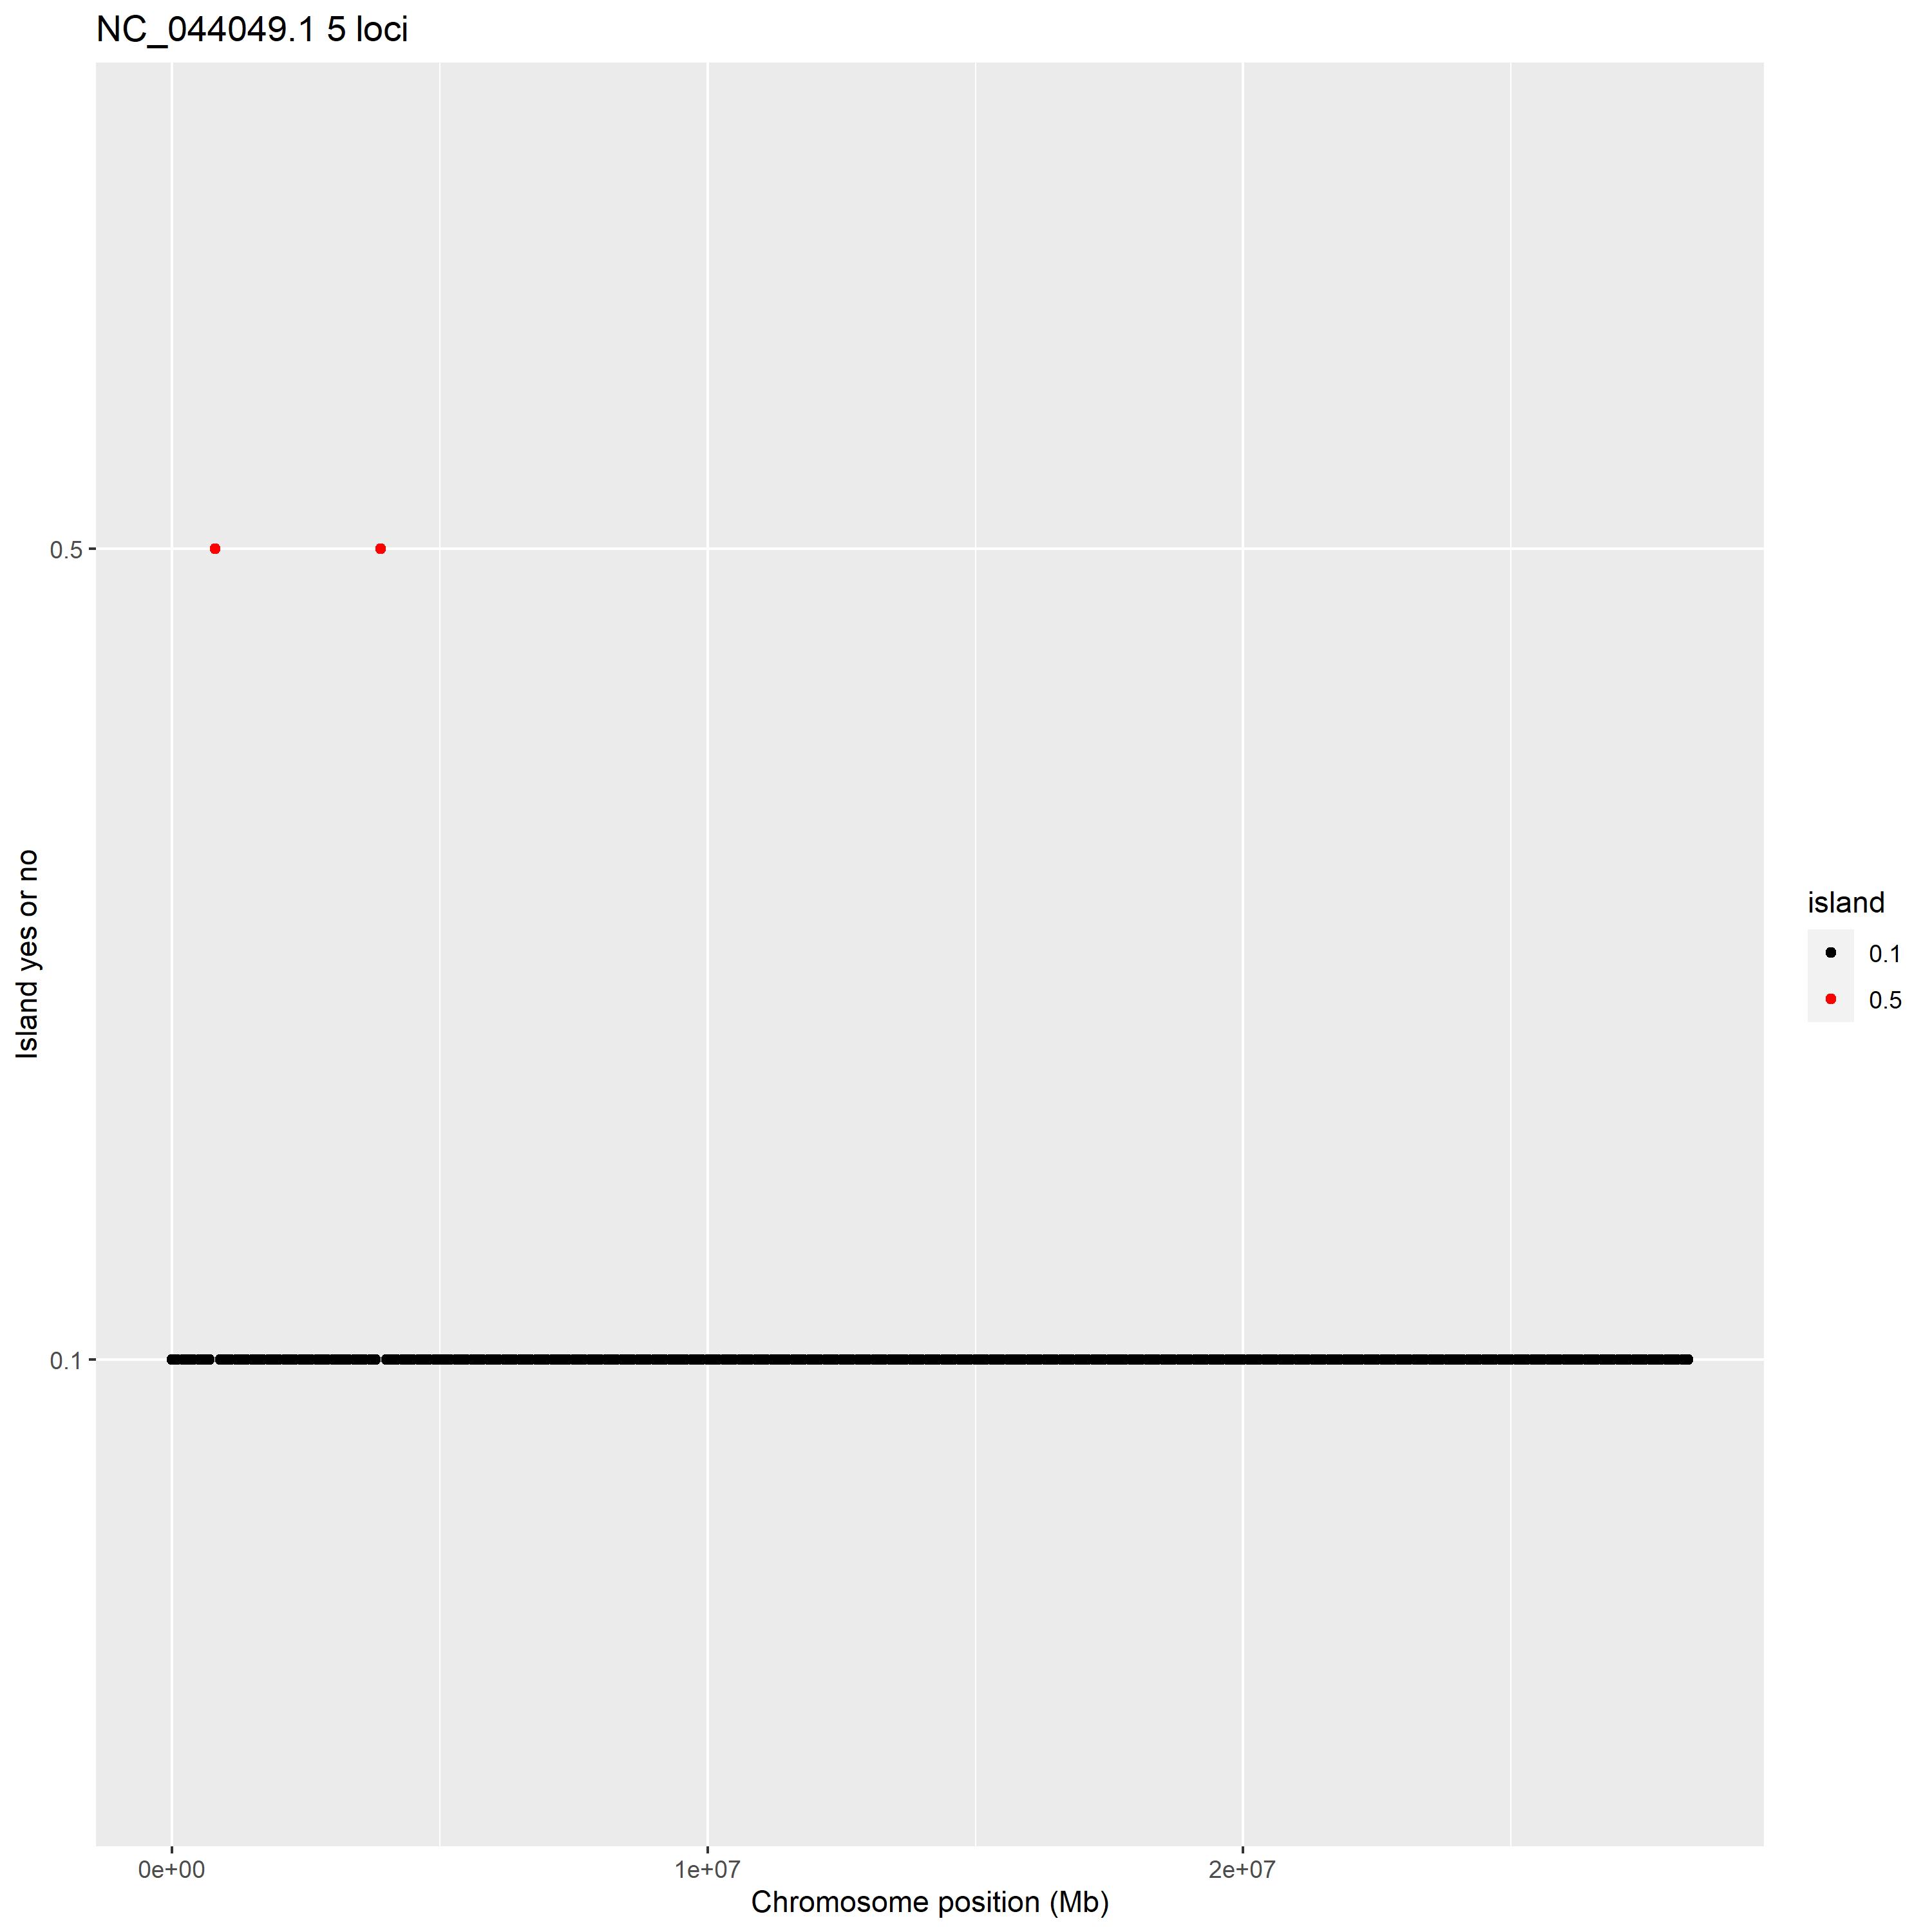 NC_044049.1 5 loci
Island yes or no
0.5
0.1
0e+00
1e+07
2e+07
Chromosome position (Mb)
island
0.1
0.5